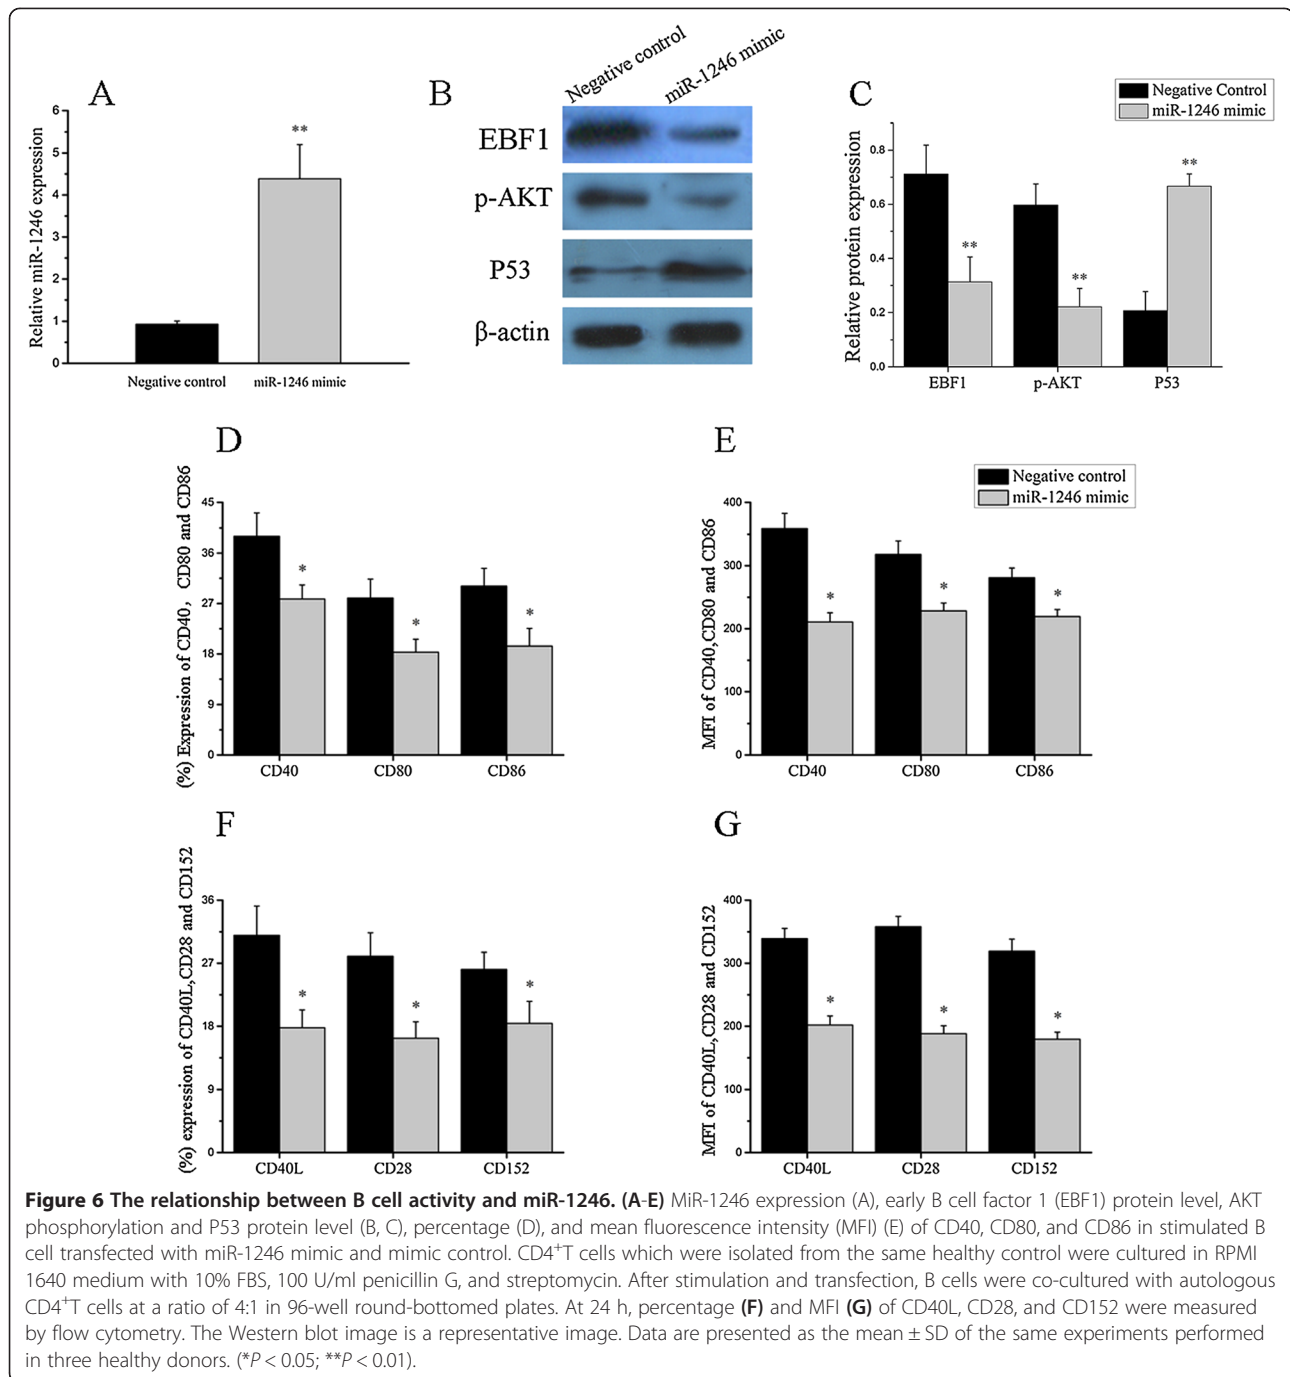 A
Relative miR-1246 expression
6
5
4
3
2
1
0
**
Negative control
miR-1246 mimic
B
Negative control
miR-1246 mimic
EBF1
p-AKT
P53
β-actin
C
Negative Control
miR-1246 mimic
Relative protein expression
0.8
0.6
0.4
0.2
0.0
**
**
**
EBF1
p-AKT
P53
D
(%) Expression of CD40, CD80 and CD86
45
36
27
18
9
0
*
*
*
CD40
CD80
CD86
E
Negative control
miR-1246 mimic
MFI of CD40,CD80 and CD86
400
300
200
100
0
*
*
*
CD40
CD80
CD86
F
(%) expression of CD40L,CD28 and CD152
36
27
18
9
0
*
*
*
CD40L
CD28
CD152
G
MFI of CD40L,CD28 and CD152
400
300
200
100
0
*
*
*
CD40L
CD28
CD152
Figure 6 The relationship between B cell activity and miR-1246. (A-E) MiR-1246 expression (A), early B cell factor 1 (EBF1) protein level, AKT
phosphorylation and P53 protein level (B, C), percentage (D), and mean fluorescence intensity (MFI) (E) of CD40, CD80, and CD86 in stimulated B
cell transfected with miR-1246 mimic and mimic control. CD4⁺T cells which were isolated from the same healthy control were cultured in RPMI
1640 medium with 10% FBS, 100 U/ml penicillin G, and streptomycin. After stimulation and transfection, B cells were co-cultured with autologous
CD4⁺T cells at a ratio of 4:1 in 96-well round-bottomed plates. At 24 h, percentage (F) and MFI (G) of CD40L, CD28, and CD152 were measured
by flow cytometry. The Western blot image is a representative image. Data are presented as the mean ± SD of the same experiments performed
in three healthy donors. (*P < 0.05; **P < 0.01).